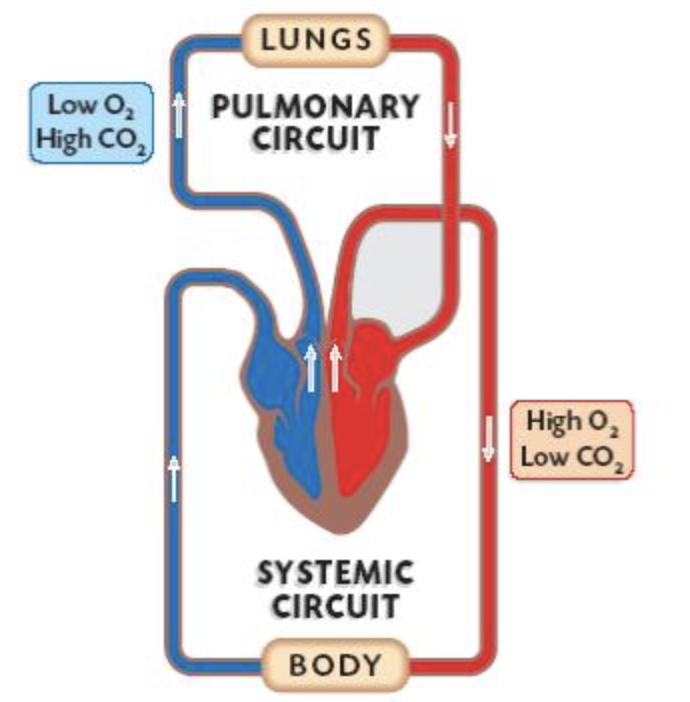 LUNGS
Low O₂
High CO₂
PULMONARY
CIRCUIT
High O₂
Low CO₂
SYSTEMIC
CIRCUIT
BODY